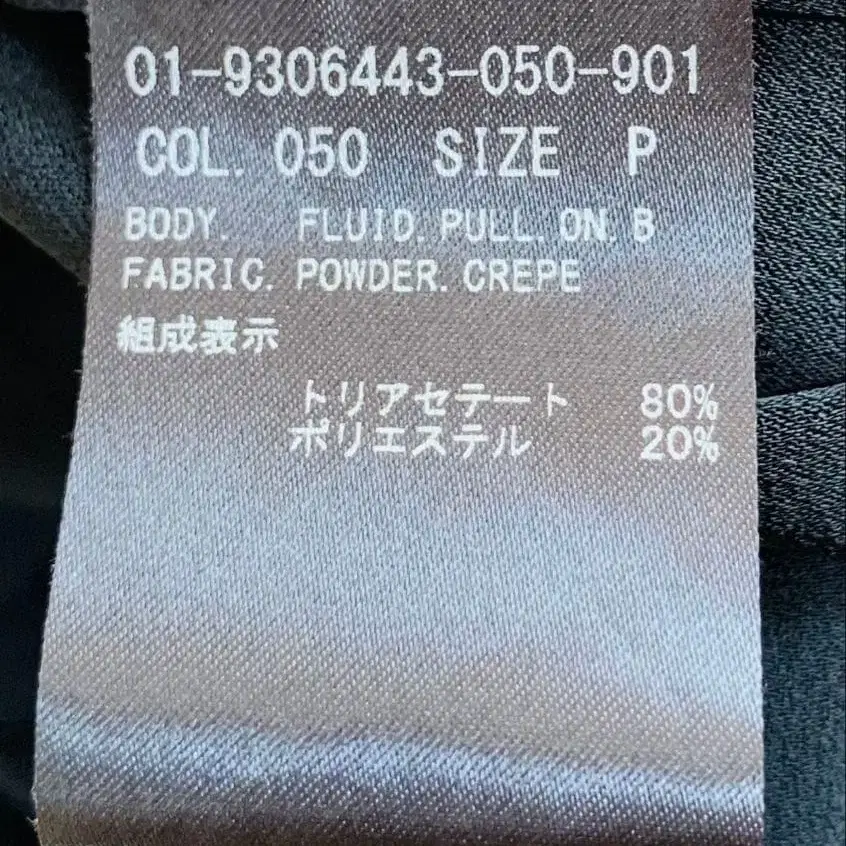 01-9306443-050-901
COL. 050 SIZE P
BODY. FLUID. PULL. ON. B
FABRIC. POWDER. CREPE
組成表示
トリアセテート 80%
ポリエステル 20%